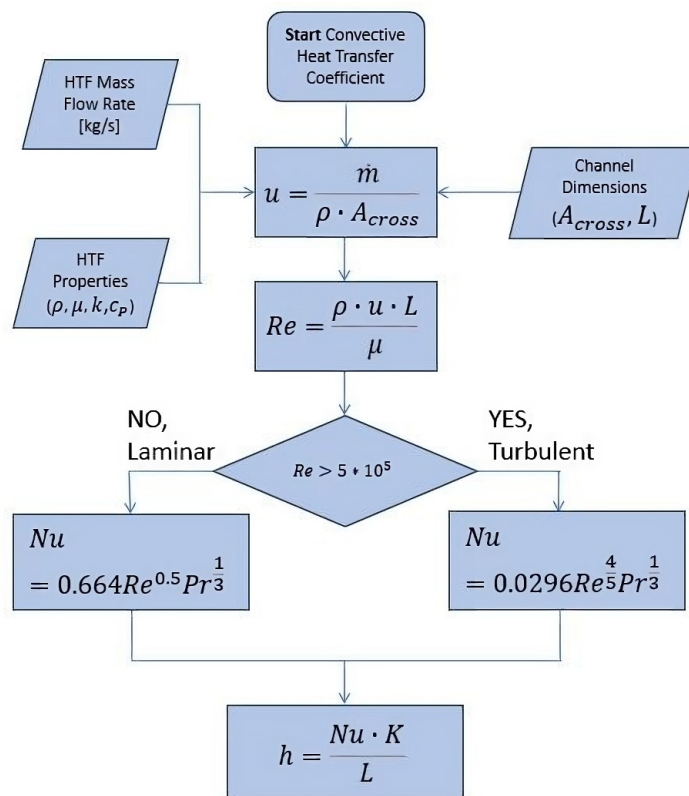 Start Convective
Heat Transfer
Coefficient
HTF Mass
Flow Rate
[kg/s]
u = ṁ / (ρ · A_cross)
Channel
Dimensions
(A_cross, L)
HTF
Properties
(ρ, μ, k, c_P)
Re = (ρ · u · L) / μ
NO,
Laminar
YES,
Turbulent
Re > 5 * 10⁵
Nu
= 0.664Re^0.5 Pr^(1/3)
Nu
= 0.0296Re^(4/5) Pr^(1/3)
h = (Nu · K) / L